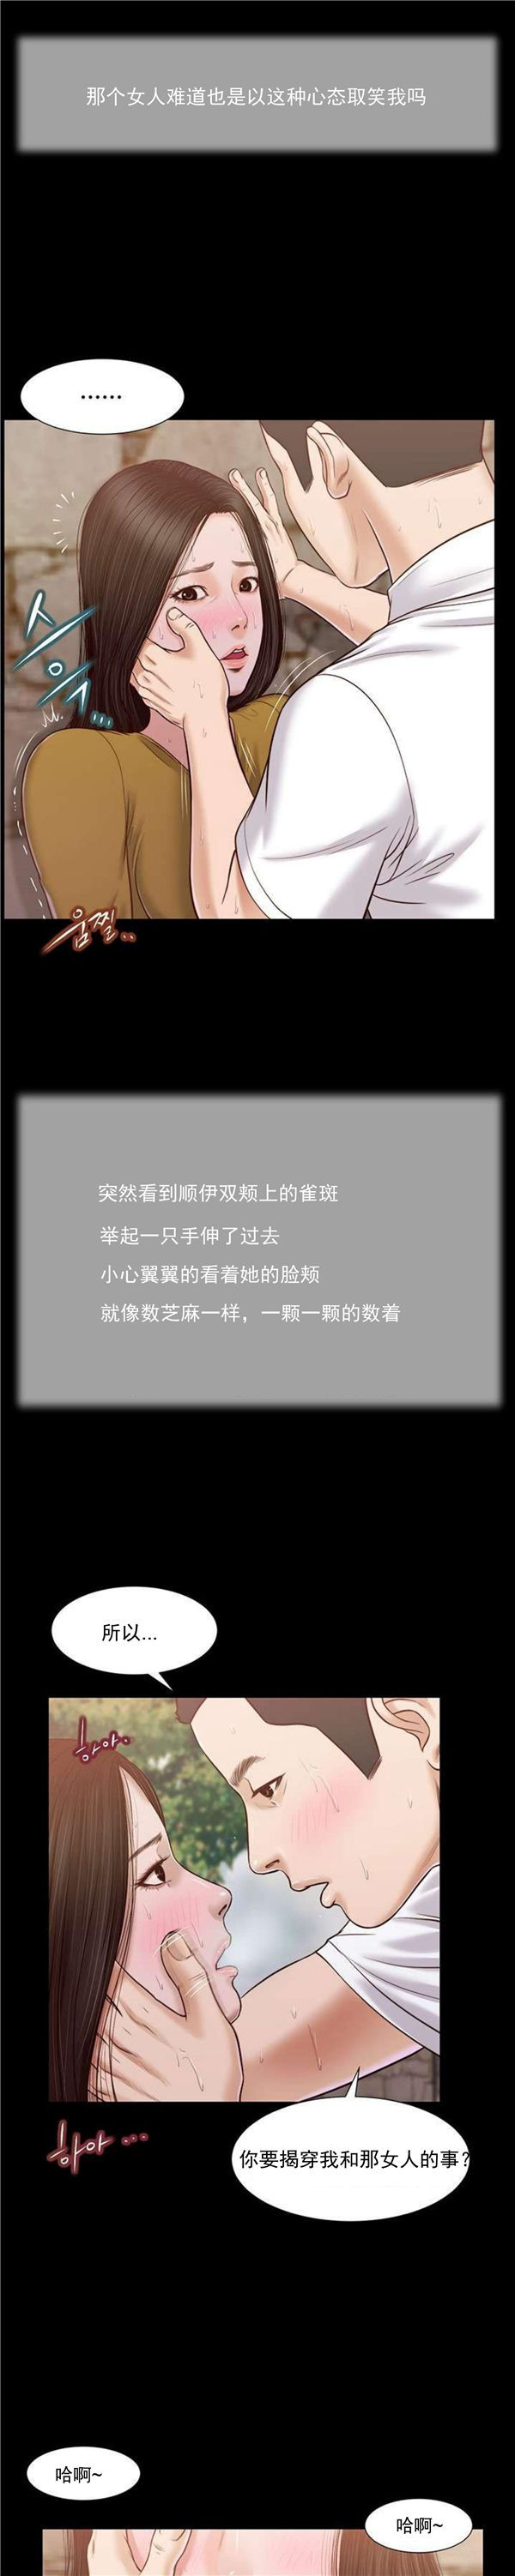 那个女人难道也是以这种心态取笑我吗
......
스
윽...
움찔..
突然看到顺伊双颊上的雀斑
举起一只手伸了过去
小心翼翼的看着她的脸颊
就像数芝麻一样，一颗一颗的数着
所以...
하아.
하아...
你要揭穿我和那女人的事?
哈啊~
哈啊~